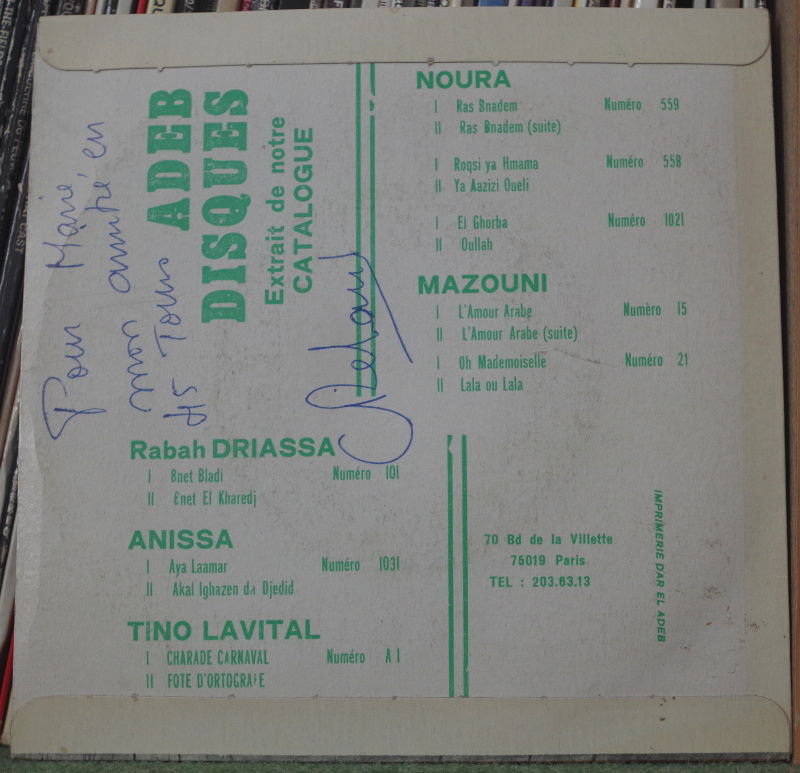 Pour Marie,
mon amitié, en
45 Tours
DISQUES ADEB
Extrait de notre
CATALOGUE
NOURA
I Ras Bnadem Numéro 559
II Ras Bnadem (suite)
I Roqsi ya Hmama Numéro 558
II Ya Aazizi Oueli
I El Ghorba Numéro 1021
II Oullah
MAZOUNI
I L'Amour Arabe Numèro 15
II L'Amour Arabe (suite)
I Oh Mademoiselle Numéro 21
II Lala ou Lala
Rabah DRIASSA
I Bnet Bladi Numéro 101
II Enet El Kharedj
ANISSA
I Aya Laamar Numéro 1031
II Akal Ighazen da Djedid
TINO LAVITAL
I CHARADE CARNAVAL Numéro A1
II FOTE D'ORTOGRAFE
70 Bd de la Villette
75019 Paris
TEL : 203.63.13
IMPRIMERIE DAR EL ADEB